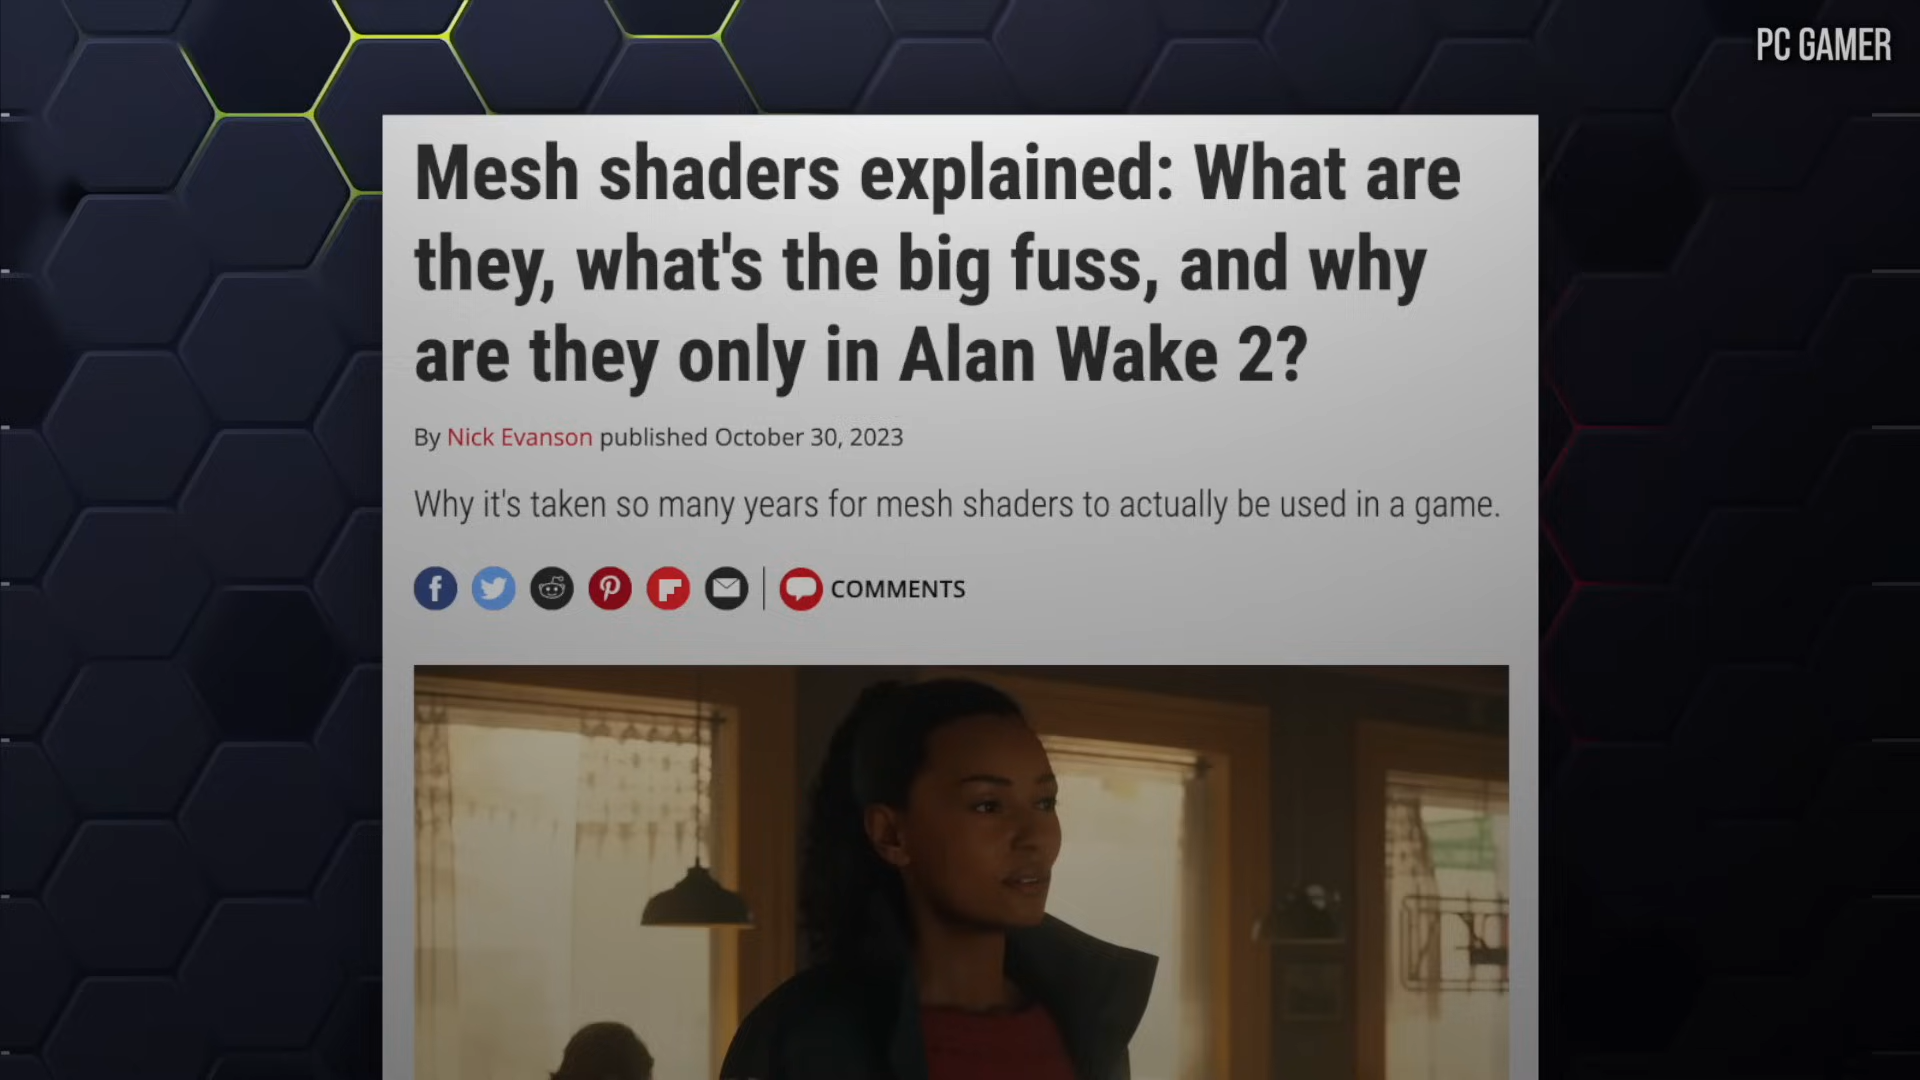 PC GAMER
Mesh shaders explained: What are
they, what's the big fuss, and why
are they only in Alan Wake 2?
By Nick Evanson published October 30, 2023
Why it's taken so many years for mesh shaders to actually be used in a game.
COMMENTS